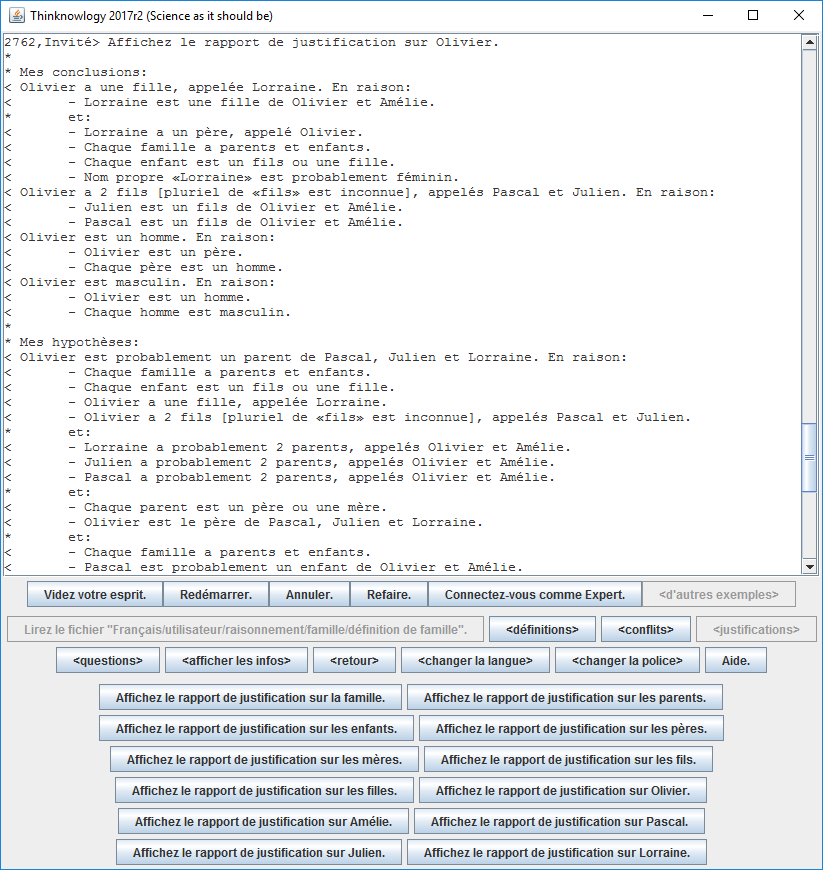 Thinknowlogy 2017r2 (Science as it should be)
2762,Invité> Affichez le rapport de justification sur Olivier.
*
* Mes conclusions:
< Olivier a une fille, appelée Lorraine. En raison:
< - Lorraine est une fille de Olivier et Amélie.
* et:
< - Lorraine a un père, appelé Olivier.
< - Chaque famille a parents et enfants.
< - Chaque enfant est un fils ou une fille.
< - Nom propre «Lorraine» est probablement féminin.
< Olivier a 2 fils [pluriel de «fils» est inconnue], appelés Pascal et Julien. En raison:
< - Julien est un fils de Olivier et Amélie.
< - Pascal est un fils de Olivier et Amélie.
< Olivier est un homme. En raison:
< - Olivier est un père.
< - Chaque père est un homme.
< Olivier est masculin. En raison:
< - Olivier est un homme.
< - Chaque homme est masculin.
*
* Mes hypothèses:
< Olivier est probablement un parent de Pascal, Julien et Lorraine. En raison:
< - Chaque famille a parents et enfants.
< - Chaque enfant est un fils ou une fille.
< - Olivier a une fille, appelée Lorraine.
< - Olivier a 2 fils [pluriel de «fils» est inconnue], appelés Pascal et Julien.
* et:
< - Lorraine a probablement 2 parents, appelés Olivier et Amélie.
< - Julien a probablement 2 parents, appelés Olivier et Amélie.
< - Pascal a probablement 2 parents, appelés Olivier et Amélie.
* et:
< - Chaque parent est un père ou une mère.
< - Olivier est le père de Pascal, Julien et Lorraine.
* et:
< - Chaque famille a parents et enfants.
< - Pascal est probablement un enfant de Olivier et Amélie.
Videz votre esprit. Redémarrer. Annuler. Refaire. Connectez-vous comme Expert. <d'autres exemples>
Lirez le fichier "Français/utilisateur/raisonnement/famille/définition de famille". <définitions> <conflits> <justifications>
<questions> <afficher les infos> <retour> <changer la langue> <changer la police> Aide.
Affichez le rapport de justification sur la famille. Affichez le rapport de justification sur les parents.
Affichez le rapport de justification sur les enfants. Affichez le rapport de justification sur les pères.
Affichez le rapport de justification sur les mères. Affichez le rapport de justification sur les fils.
Affichez le rapport de justification sur les filles. Affichez le rapport de justification sur Olivier.
Affichez le rapport de justification sur Amélie. Affichez le rapport de justification sur Pascal.
Affichez le rapport de justification sur Julien. Affichez le rapport de justification sur Lorraine.